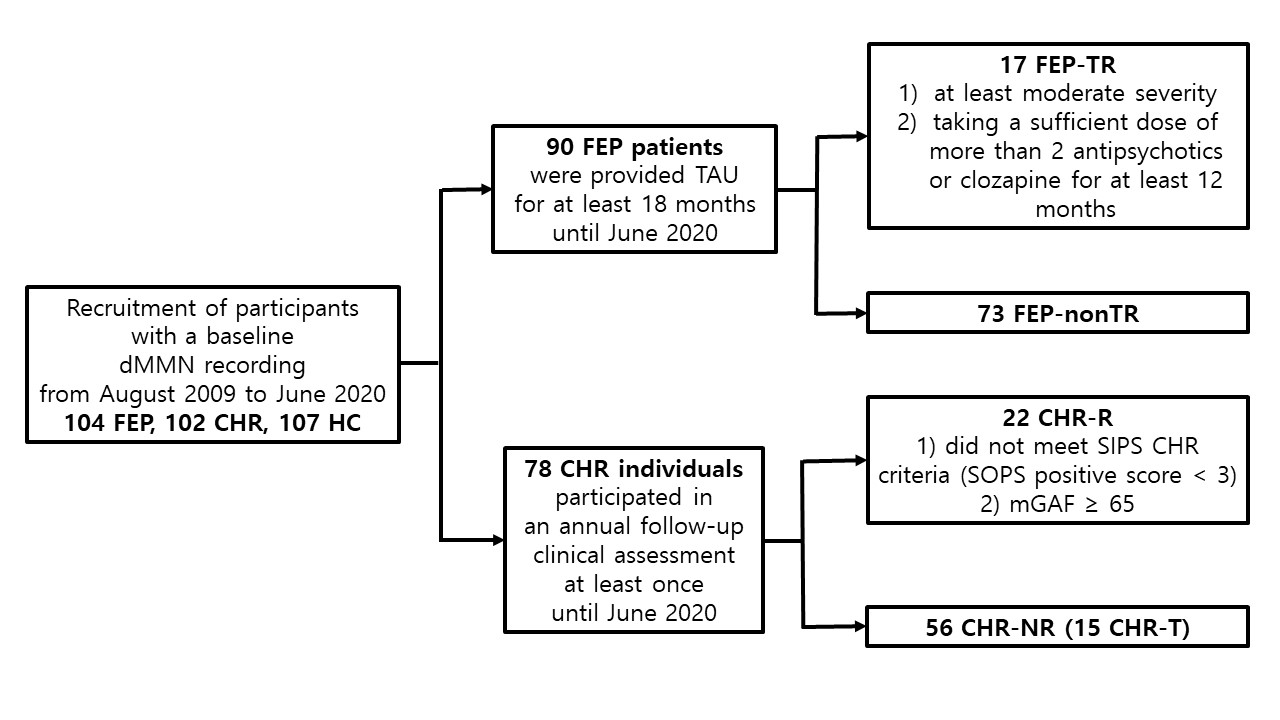 Recruitment of participants
with a baseline
dMMN recording
from August 2009 to June 2020
104 FEP, 102 CHR, 107 HC
90 FEP patients
were provided TAU
for at least 18 months
until June 2020
78 CHR individuals
participated in
an annual follow-up
clinical assessment
at least once
until June 2020
17 FEP-TR
1) at least moderate severity
2) taking a sufficient dose of
more than 2 antipsychotics
or clozapine for at least 12
months
73 FEP-nonTR
22 CHR-R
1) did not meet SIPS CHR
criteria (SOPS positive score < 3)
2) mGAF ≥ 65
56 CHR-NR (15 CHR-T)